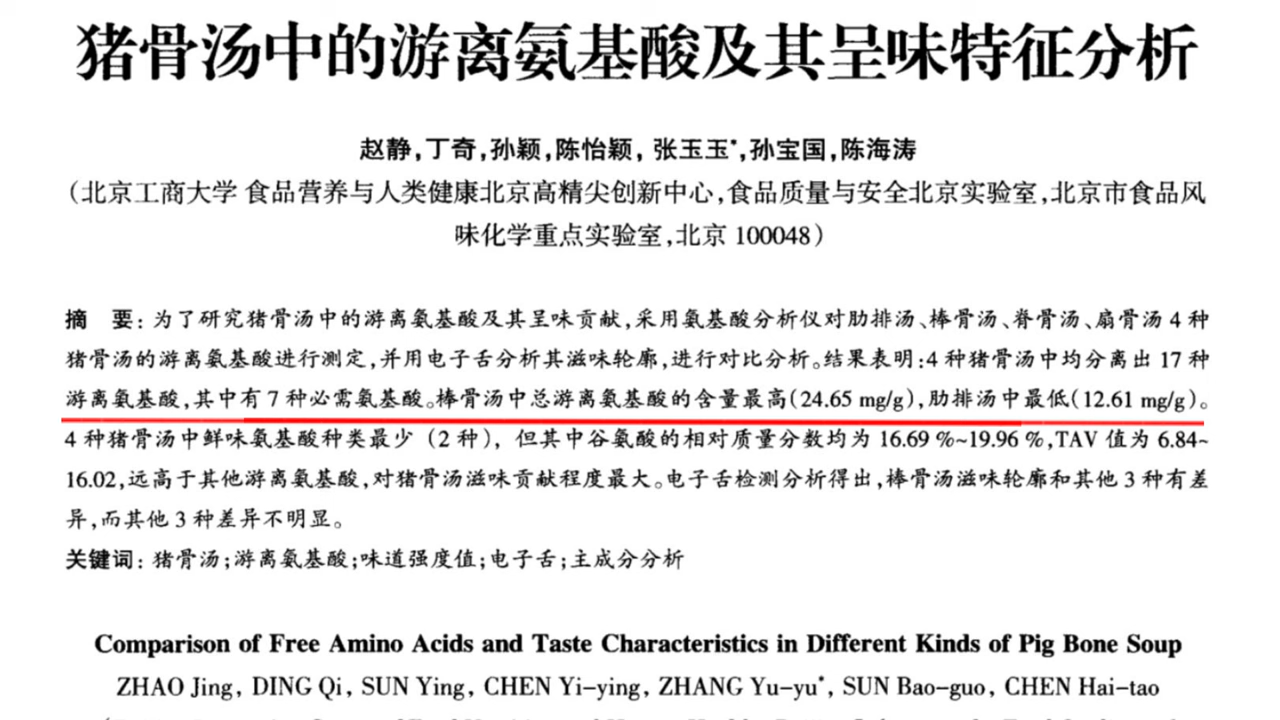 猪骨汤中的游离氨基酸及其呈味特征分析
赵静,丁奇,孙颖,陈怡颖, 张玉玉*,孙宝国,陈海涛
(北京工商大学 食品营养与人类健康北京高精尖创新中心,食品质量与安全北京实验室,北京市食品风
味化学重点实验室,北京 100048)
摘 要: 为了研究猪骨汤中的游离氨基酸及其呈味贡献,采用氨基酸分析仪对肋排汤、棒骨汤、脊骨汤、扇骨汤 4 种
猪骨汤的游离氨基酸进行测定,并用电子舌分析其滋味轮廓,进行对比分析。结果表明:4 种猪骨汤中均分离出 17 种
游离氨基酸,其中有 7 种必需氨基酸。棒骨汤中总游离氨基酸的含量最高(24.65 mg/g),肋排汤中最低(12.61 mg/g)。
4 种猪骨汤中鲜味氨基酸种类最少 (2 种), 但其中谷氨酸的相对质量分数均为 16.69 %~19.96 %,TAV 值为 6.84~
16.02,远高于其他游离氨基酸,对猪骨汤滋味贡献程度最大。电子舌检测分析得出,棒骨汤滋味轮廓和其他 3 种有差
异,而其他 3 种差异不明显。
关键词: 猪骨汤;游离氨基酸;味道强度值;电子舌;主成分分析
Comparison of Free Amino Acids and Taste Characteristics in Different Kinds of Pig Bone Soup
ZHAO Jing, DING Qi, SUN Ying, CHEN Yi-ying, ZHANG Yu-yu*, SUN Bao-guo, CHEN Hai-tao